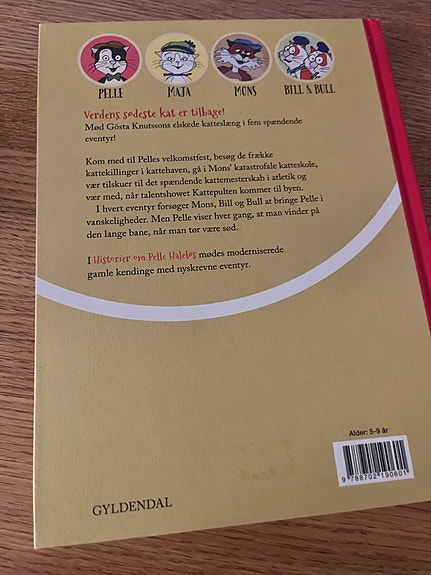 PELLE MAJA MONS BILL & BULL
Verdens sødeste kat er tilbage!
Mød Gösta Knutssons elskede katteslæng i fem spændende
eventyr!
Kom med til Pelles velkomstfest, besøg de frække
kattekillinger i kattehaven, gå i Mons' katastrofale katteskole,
vær tilskuer til det spændende kattemesterskab i atletik og
vær med, når talentshowet Kattepulten kommer til byen.
I hvert eventyr forsøger Mons, Bill og Bull at bringe Pelle i
vanskeligheder. Men Pelle viser hver gang, at man vinder på
den lange bane, når man tør være sød.
I Historier om Pelle Haleløs mødes moderniserede
gamle kendinge med nyskrevne eventyr.
Alder: 5-9 år
9 788702 190601
GYLDENDAL